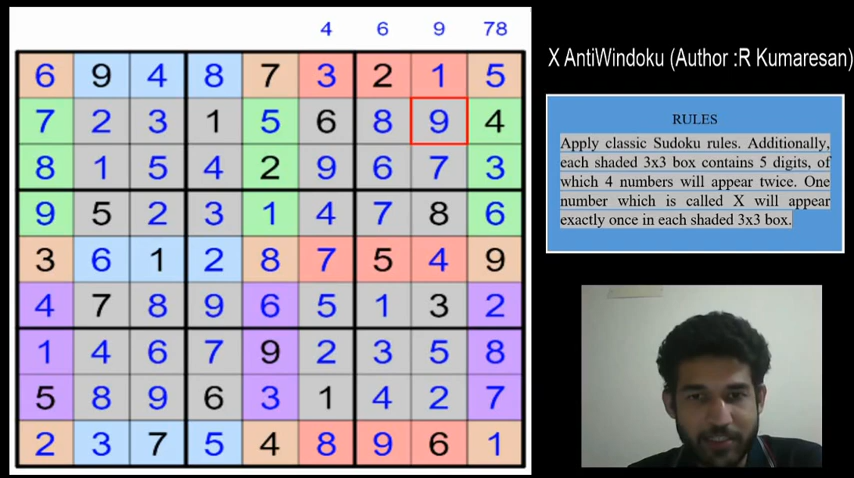 4 6 9 78
X AntiWindoku (Author :R Kumaresan)
6 9 4 8 7 3 2 1 5
7 2 3 1 5 6 8 9 4
8 1 5 4 2 9 6 7 3
9 5 2 3 1 4 7 8 6
3 6 1 2 8 7 5 4 9
4 7 8 9 6 5 1 3 2
1 4 6 7 9 2 3 5 8
5 8 9 6 3 1 4 2 7
2 3 7 5 4 8 9 6 1
RULES
Apply classic Sudoku rules. Additionally,
each shaded 3x3 box contains 5 digits, of
which 4 numbers will appear twice. One
number which is called X will appear
exactly once in each shaded 3x3 box.